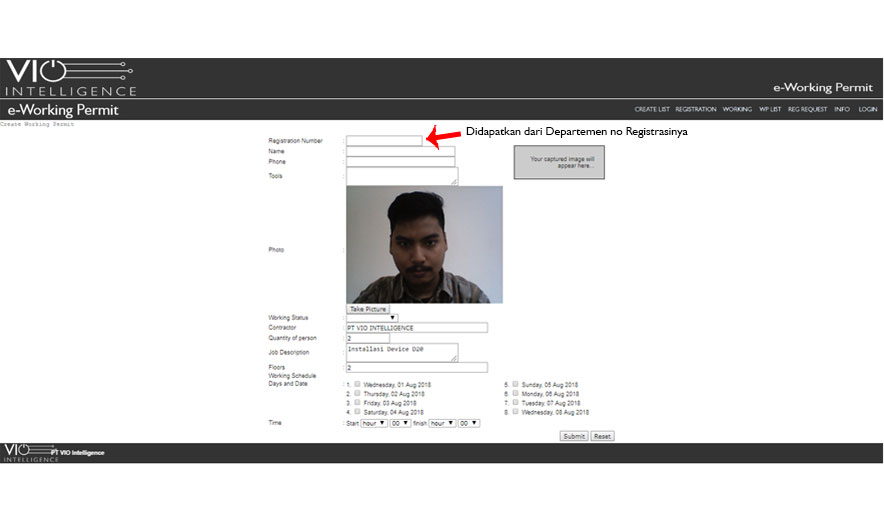 VIO
INTELLIGENCE
e-Working Permit
e-Working Permit
CREATE LIST REGISTRATION WORKING WP LIST REG REQUEST INFO LOGIN
Create Working Permit
Registration Number :
Didapatkan dari Departemen no Registrasinya
Name :
Phone :
Tools :
Your captured image will
appear here...
Photo :
Take Picture
Working Status :
Contractor : PT VIO INTELLIGENCE
Quantity of person : 2
Job Description : Installasi Device D20
Floors : 2
Working Schedule
Days and Date : 1. Wednesday, 01 Aug 2018 5. Sunday, 05 Aug 2018
2. Thursday, 02 Aug 2018 6. Monday, 06 Aug 2018
3. Friday, 03 Aug 2018 7. Tuesday, 07 Aug 2018
4. Saturday, 04 Aug 2018 8. Wednesday, 08 Aug 2018
Time : Start hour 00 finish hour 00
Submit Reset
VIO
INTELLIGENCE
PT VIO Intelligence